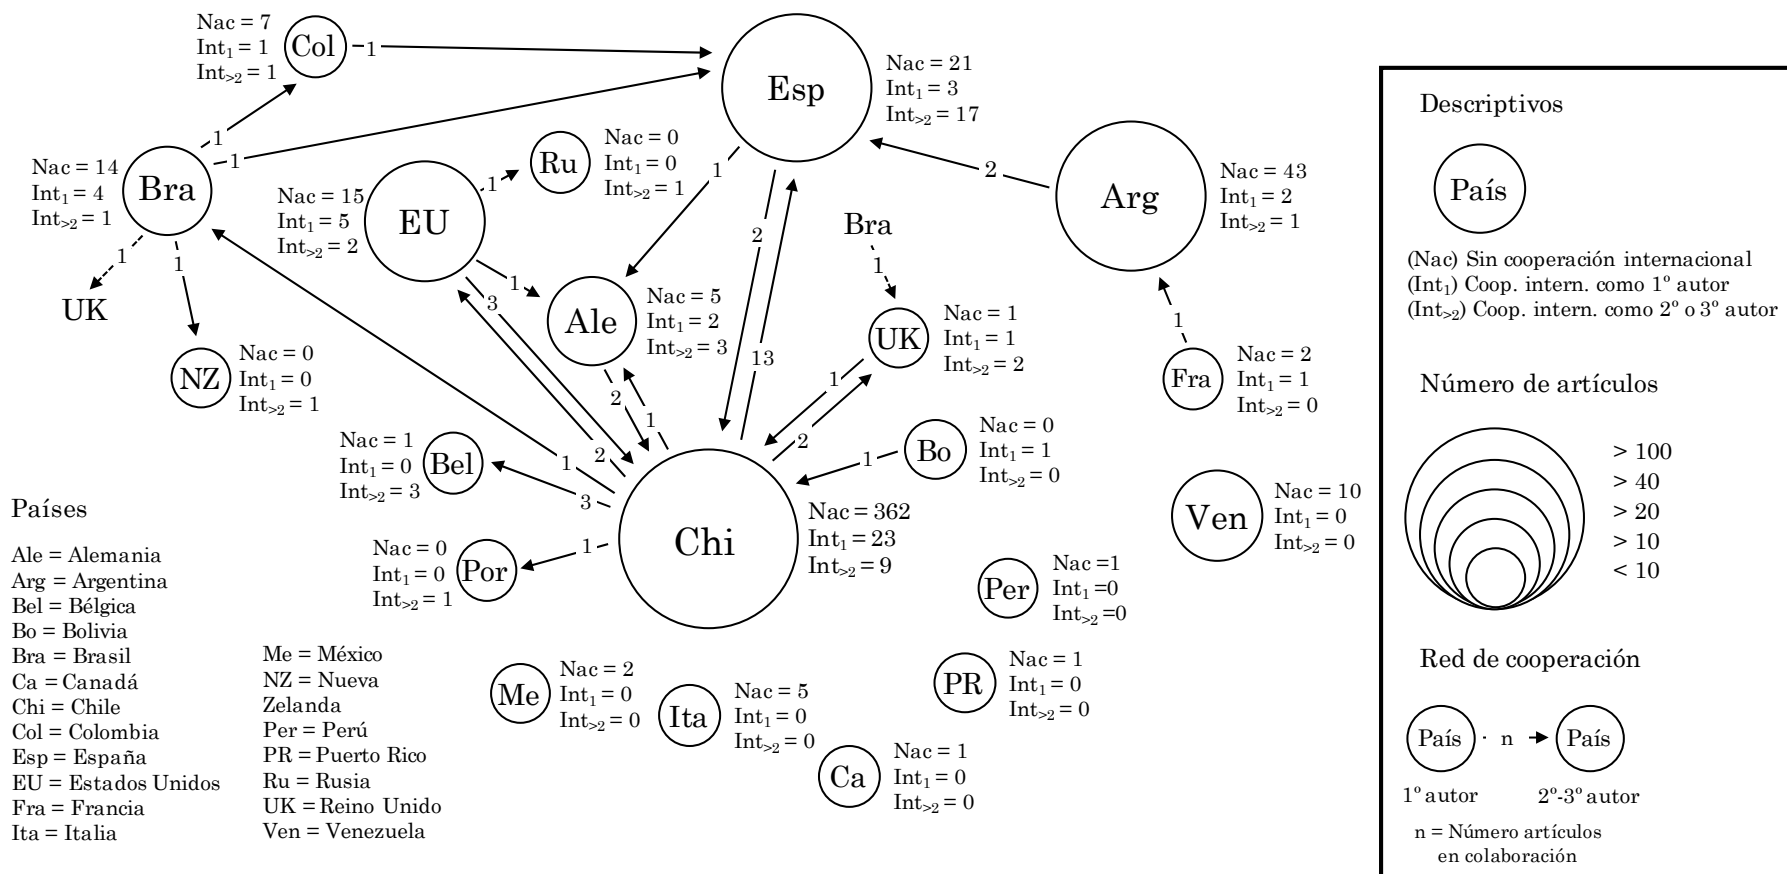 Nac = 7
Int₁ = 1
Int>₂ = 1
Col
1
Esp
Nac = 21
Int₁ = 3
Int>₂ = 17
1
1
Nac = 14
Int₁ = 4
Int>₂ = 1
Bra
1
UK
1
NZ
Nac = 0
Int₁ = 0
Int>₂ = 1
Nac = 15
Int₁ = 5
Int>₂ = 2
EU
1
Ru
Nac = 0
Int₁ = 0
Int>₂ = 1
1
1
3
2
Ale
Nac = 5
Int₁ = 2
Int>₂ = 3
2
1
2
13
Bra
1
UK
Nac = 1
Int₁ = 1
Int>₂ = 2
1
2
2
Arg
Nac = 43
Int₁ = 2
Int>₂ = 1
1
Fra
Nac = 2
Int₁ = 1
Int>₂ = 0
Nac = 1
Int₁ = 0
Int>₂ = 3
Bel
3
1
Bo
Nac = 0
Int₁ = 1
Int>₂ = 0
1
Nac = 0
Int₁ = 0
Int>₂ = 1
Por
1
Chi
Nac = 362
Int₁ = 23
Int>₂ = 9
Ven
Nac = 10
Int₁ = 0
Int>₂ = 0
Per
Nac =1
Int₁ =0
Int>₂ =0
PR
Nac = 1
Int₁ = 0
Int>₂ = 0
Me
Nac = 2
Int₁ = 0
Int>₂ = 0
Ita
Nac = 5
Int₁ = 0
Int>₂ = 0
Ca
Nac = 1
Int₁ = 0
Int>₂ = 0
Países
Ale = Alemania
Arg = Argentina
Bel = Bélgica
Bo = Bolivia
Bra = Brasil
Ca = Canadá
Chi = Chile
Col = Colombia
Esp = España
EU = Estados Unidos
Fra = Francia
Ita = Italia
Me = México
NZ = Nueva
Zelanda
Per = Perú
PR = Puerto Rico
Ru = Rusia
UK = Reino Unido
Ven = Venezuela
Descriptivos
País
(Nac) Sin cooperación internacional
(Int₁) Coop. intern. como 1º autor
(Int>₂) Coop. intern. como 2º o 3º autor
Número de artículos
> 100
> 40
> 20
> 10
< 10
Red de cooperación
País · n País
1º autor 2º-3º autor
n = Número artículos
en colaboración